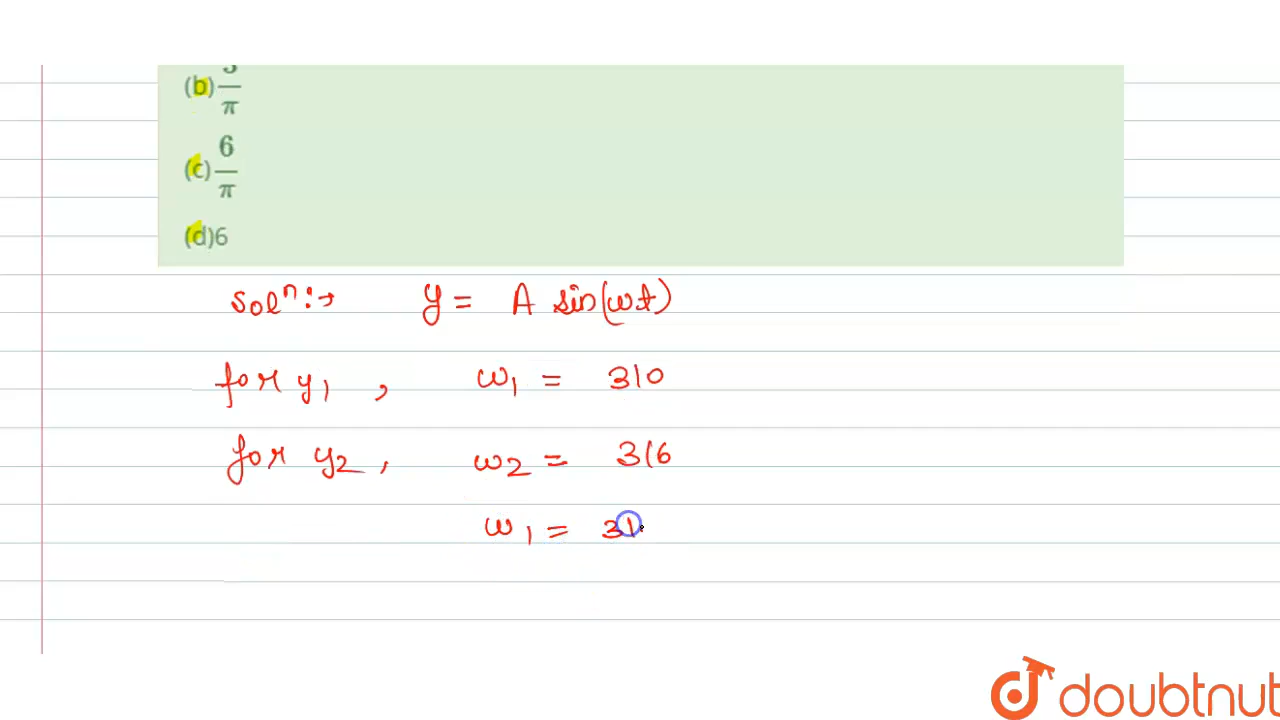 (b) 3/π
(c) 6/π
(d)6
Solⁿ:→ y = A sin(ωt)
for y₁, ω₁ = 310
for y₂, ω₂ = 316
ω₁ = 31
doubtnut